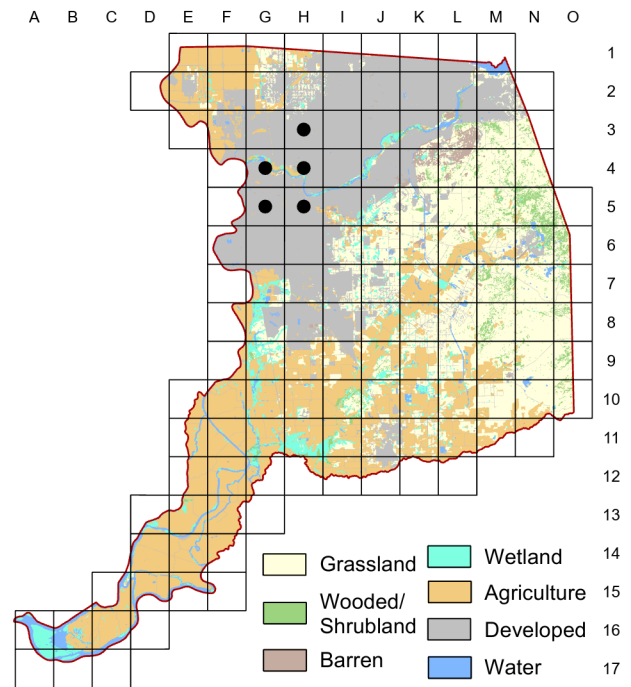 A B C D E F G H I J K L M N O
1
2
3
4
5
6
7
8
9
10
11
12
13
14
15
16
17
Grassland
Wooded/
Shrubland
Barren
Wetland
Agriculture
Developed
Water